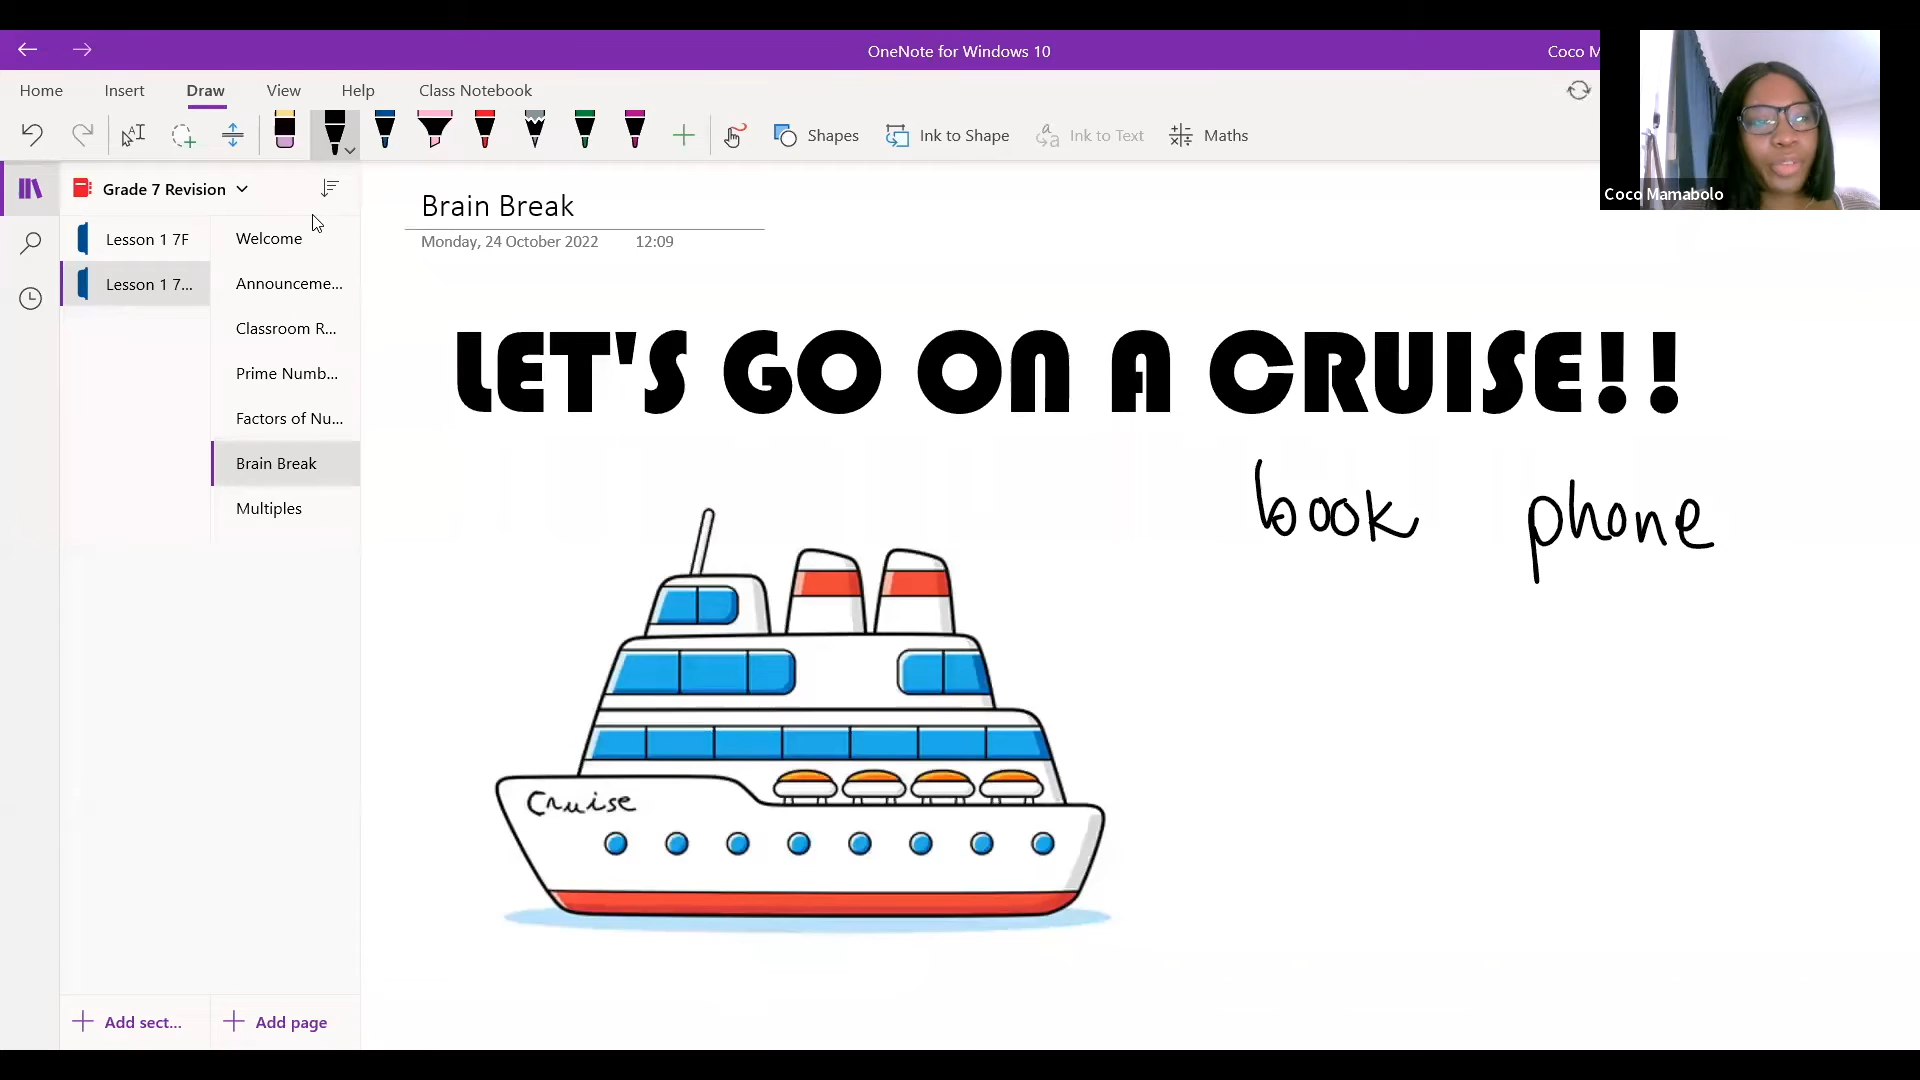 OneNote for Windows 10
Coco M
Home Insert Draw View Help Class Notebook
Shapes Ink to Shape Ink to Text Maths
Coco Mamabolo
Grade 7 Revision
Lesson 1 7F
Lesson 1 7...
Welcome
Announceme...
Classroom R...
Prime Numb...
Factors of Nu...
Brain Break
Multiples
Add sect...
Add page
Brain Break
Monday, 24 October 2022 12:09
LET'S GO ON A CRUISE!!
book phone
Cruise